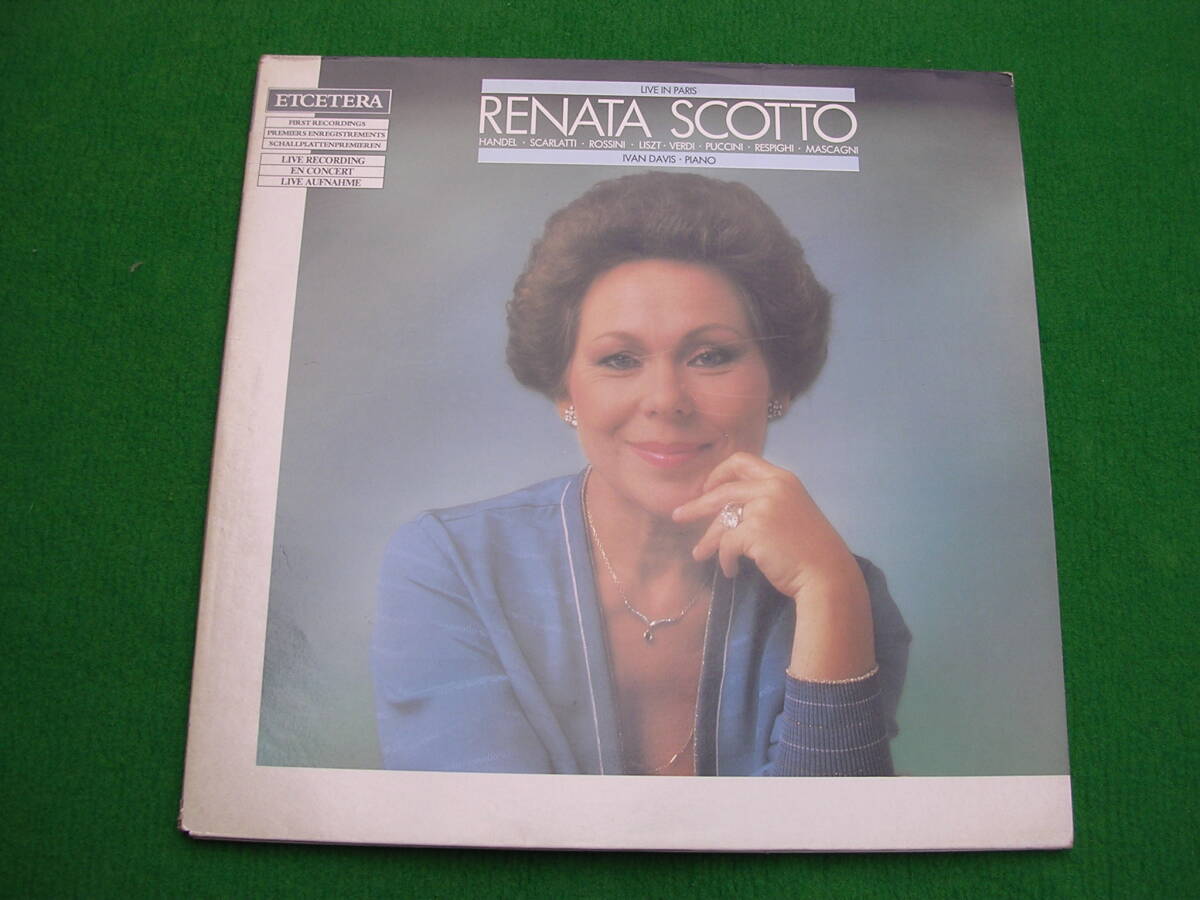 ETCETERA
FIRST RECORDINGS
PREMIERS ENREGISTREMENTS
SCHALLPLATTENPREMIEREN
LIVE RECORDING
EN CONCERT
LIVE AUFNAHME
LIVE IN PARIS
RENATA SCOTTO
HANDEL · SCARLATTI · ROSSINI · LISZT · VERDI · PUCCINI · RESPIGHI · MASCAGNI
IVAN DAVIS · PIANO